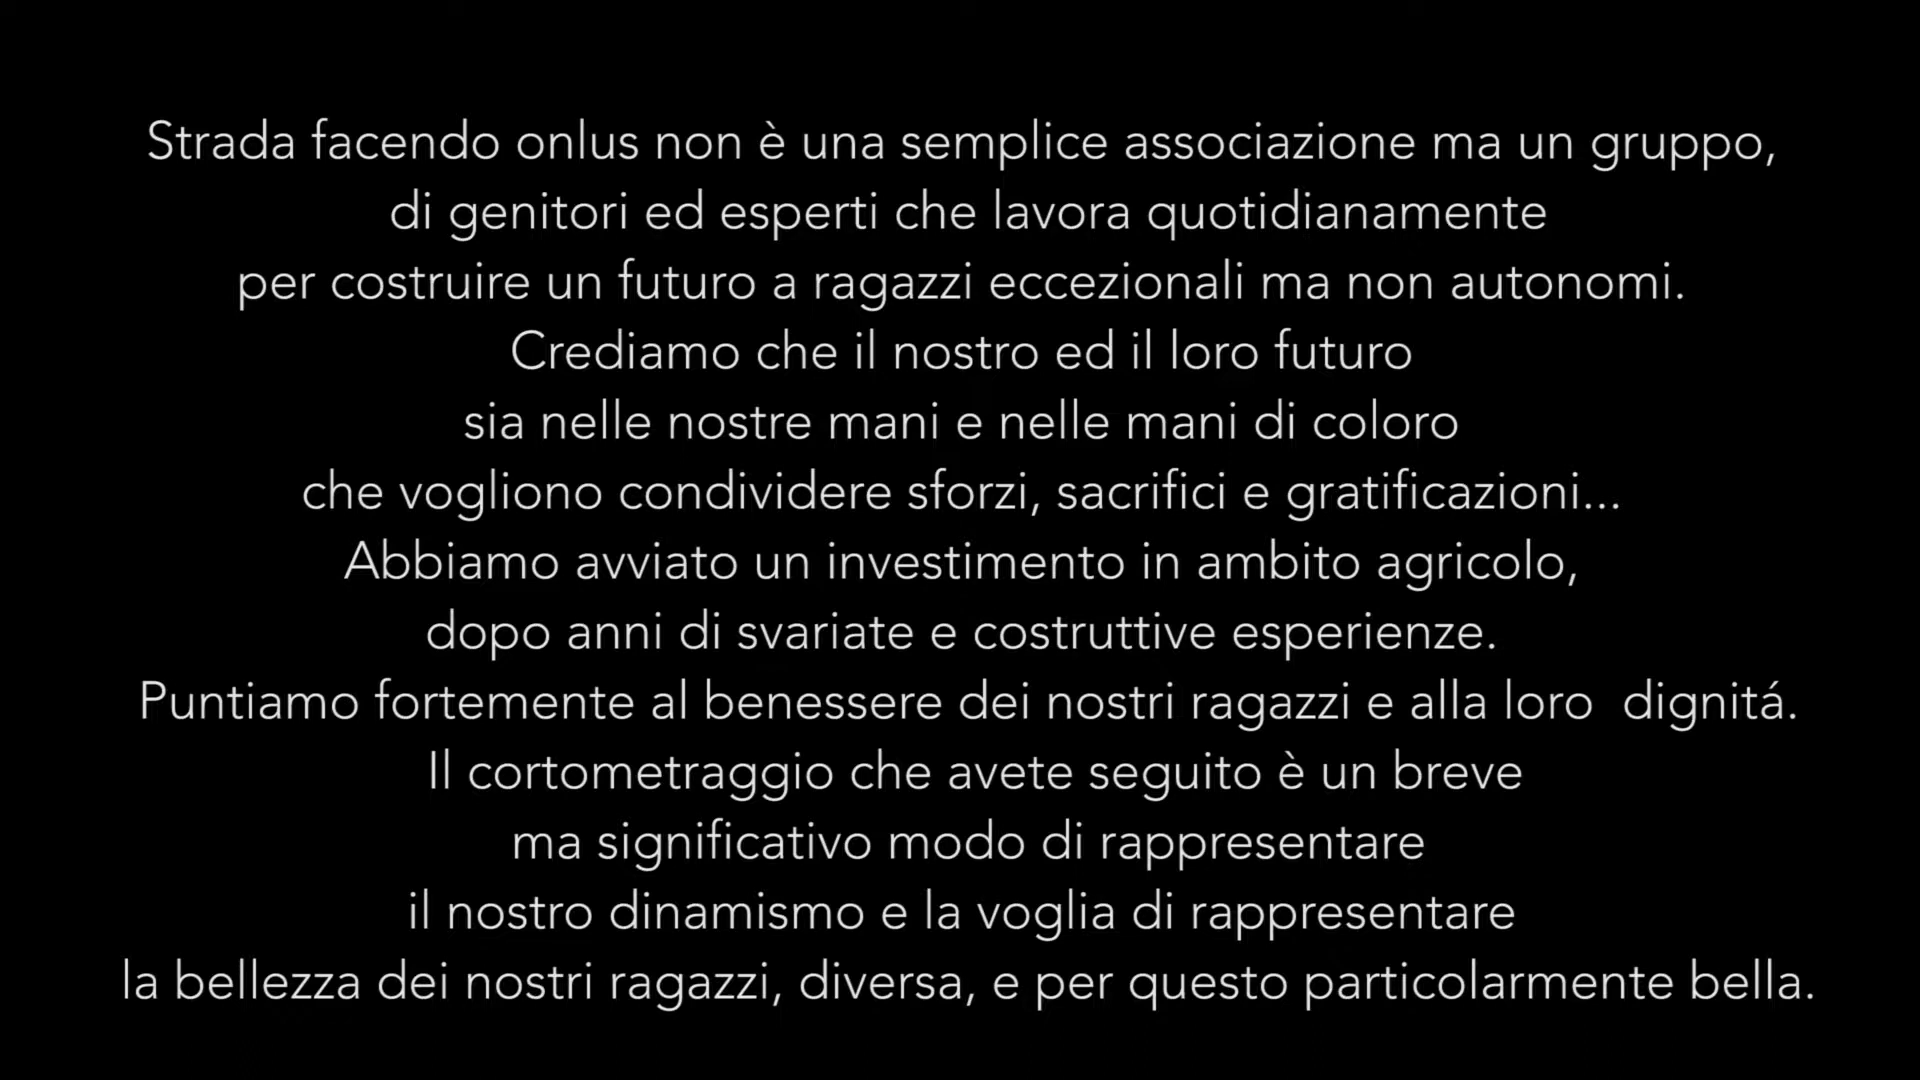 Strada facendo onlus non è una semplice associazione ma un gruppo,
di genitori ed esperti che lavora quotidianamente
per costruire un futuro a ragazzi eccezionali ma non autonomi.
Crediamo che il nostro ed il loro futuro
sia nelle nostre mani e nelle mani di coloro
che vogliono condividere sforzi, sacrifici e gratificazioni...
Abbiamo avviato un investimento in ambito agricolo,
dopo anni di svariate e costruttive esperienze.
Puntiamo fortemente al benessere dei nostri ragazzi e alla loro  dignitá.
Il cortometraggio che avete seguito è un breve
ma significativo modo di rappresentare
il nostro dinamismo e la voglia di rappresentare
la bellezza dei nostri ragazzi, diversa, e per questo particolarmente bella.